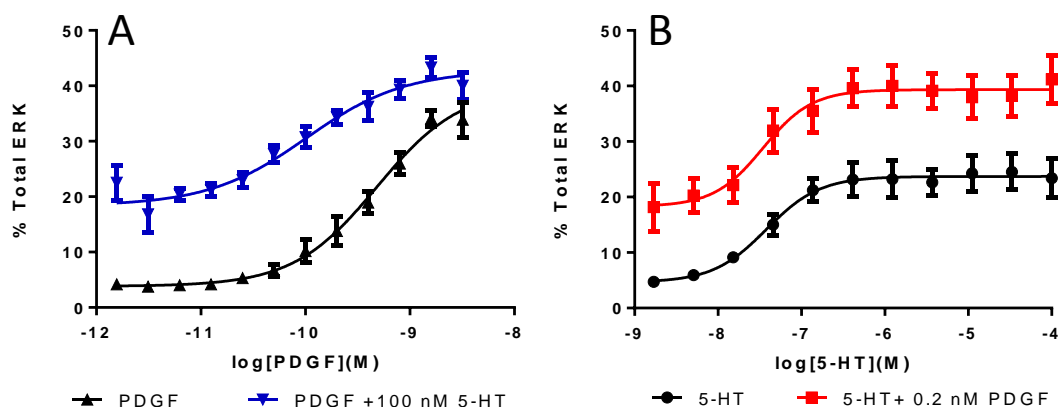 A
50
40
30
20
10
0
% Total ERK
-12 -11 -10 -9 -8
log[PDGF](M)
PDGF PDGF +100 nM 5-HT
B
50
40
30
20
10
0
% Total ERK
-9 -8 -7 -6 -5 -4
log[5-HT](M)
5-HT 5-HT+ 0.2 nM PDGF